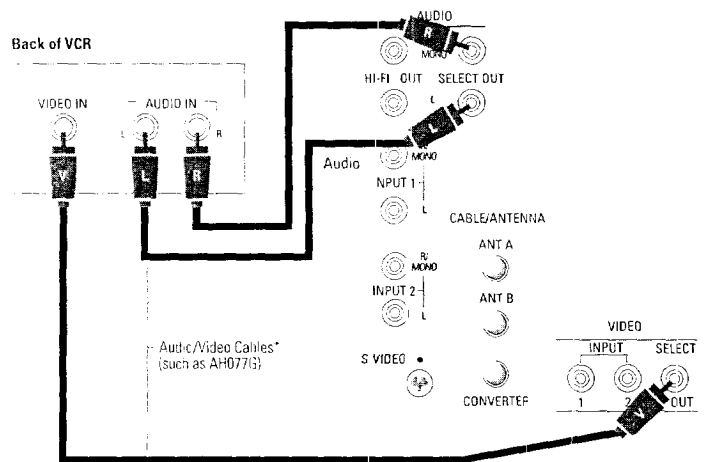 AUDIO
R
MONO
Back of VCR
HI-FI OUT SELECT OUT
VIDEO IN
AUDIO IN
L
R
L
L
MONO
Audio
V
L
R
NPUT 1
L
CABLE/ANTENNA
ANT A
R/
MONO
INPUT 2
L
ANT B
VIDEO
INPUT
SELECT
Audio/Video Cables*
(such as AH077G)
S VIDEO
1
2
OUT
V
CONVERTER